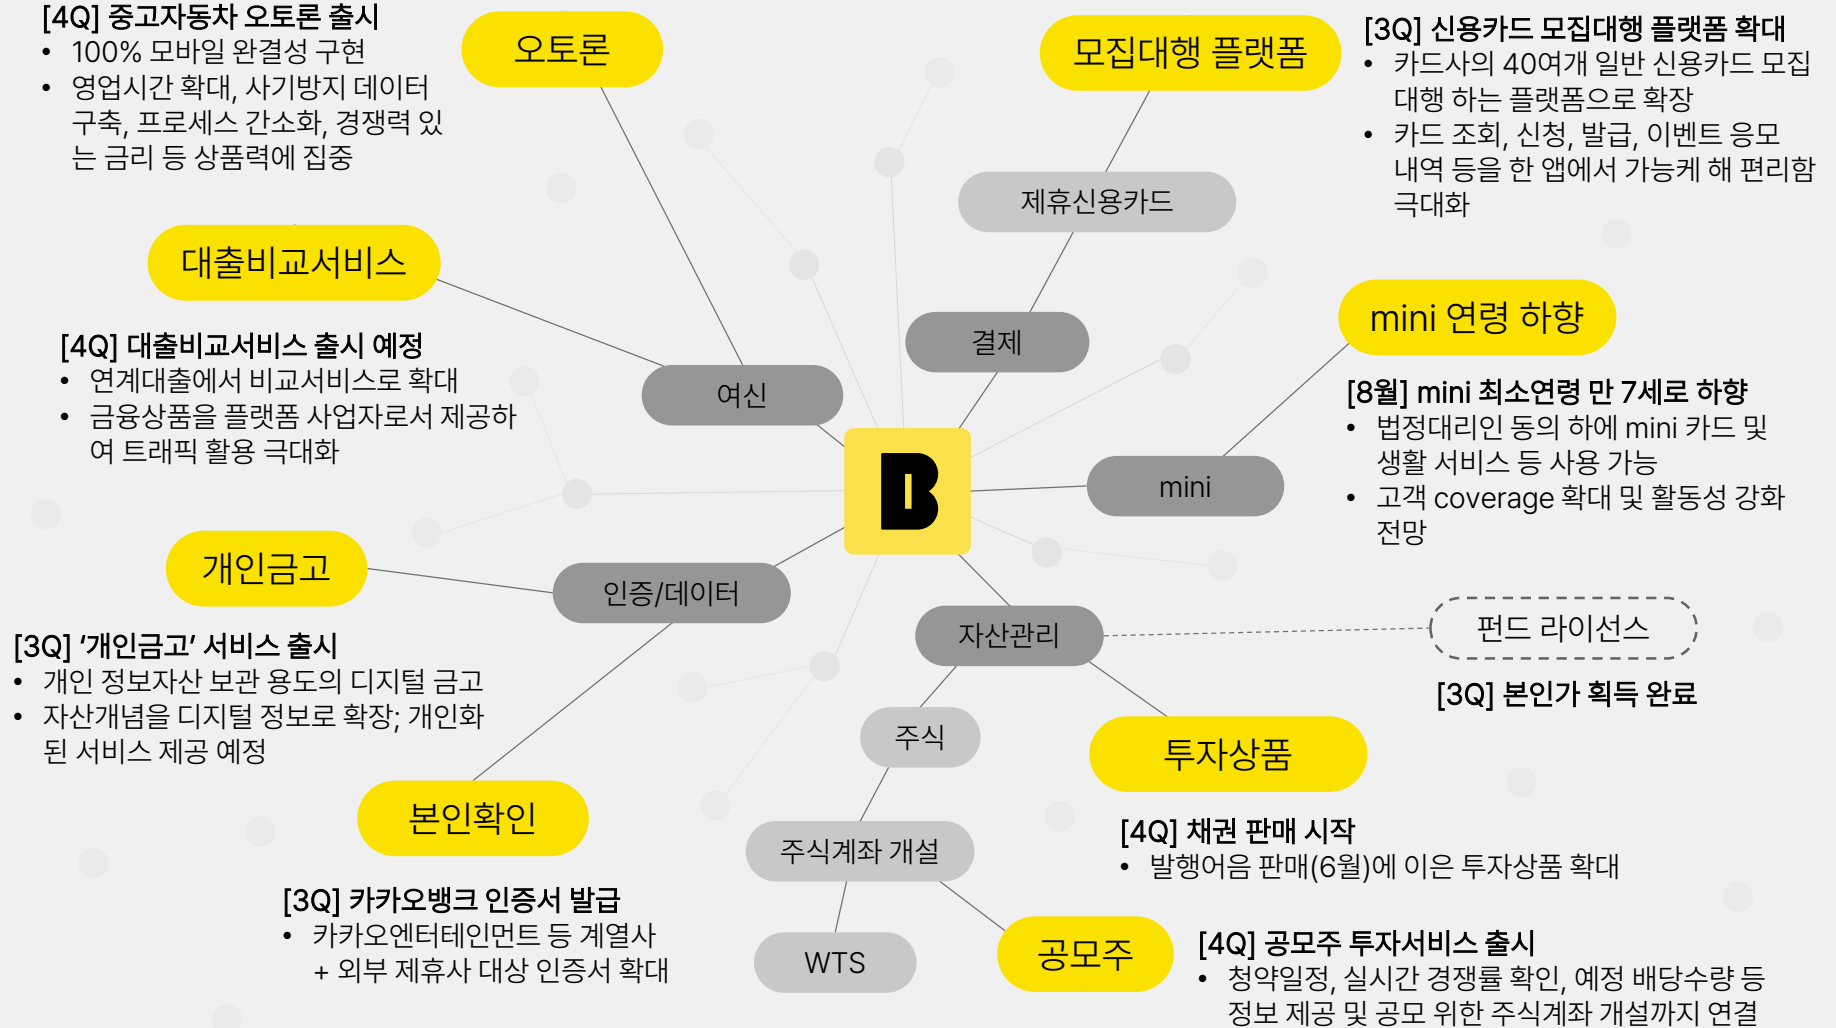 [4Q] 중고자동차 오토론 출시
• 100% 모바일 완결성 구현
• 영업시간 확대, 사기방지 데이터
구축, 프로세스 간소화, 경쟁력 있
는 금리 등 상품력에 집중
오토론
모집대행 플랫폼
[3Q] 신용카드 모집대행 플랫폼 확대
• 카드사의 40여개 일반 신용카드 모집
대행 하는 플랫폼으로 확장
• 카드 조회, 신청, 발급, 이벤트 응모
내역 등을 한 앱에서 가능케 해 편리함
극대화
제휴신용카드
대출비교서비스
[4Q] 대출비교서비스 출시 예정
• 연계대출에서 비교서비스로 확대
• 금융상품을 플랫폼 사업자로서 제공하
여 트래픽 활용 극대화
여신
결제
mini 연령 하향
[8월] mini 최소연령 만 7세로 하향
• 법정대리인 동의 하에 mini 카드 및
생활 서비스 등 사용 가능
• 고객 coverage 확대 및 활동성 강화
전망
mini
B
개인금고
[3Q] ‘개인금고’ 서비스 출시
• 개인 정보자산 보관 용도의 디지털 금고
• 자산개념을 디지털 정보로 확장; 개인화
된 서비스 제공 예정
인증/데이터
자산관리
펀드 라이선스
[3Q] 본인가 획득 완료
본인확인
[3Q] 카카오뱅크 인증서 발급
• 카카오엔터테인먼트 등 계열사
+ 외부 제휴사 대상 인증서 확대
주식
투자상품
[4Q] 채권 판매 시작
• 발행어음 판매(6월)에 이은 투자상품 확대
주식계좌 개설
WTS
공모주
[4Q] 공모주 투자서비스 출시
• 청약일정, 실시간 경쟁률 확인, 예정 배당수량 등
정보 제공 및 공모 위한 주식계좌 개설까지 연결